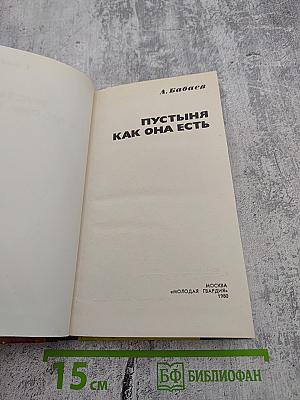 А. Бабаев
ПУСТЫНЯ
КАК ОНА ЕСТЬ
МОСКВА
«МОЛОДАЯ ГВАРДИЯ»
1980
15 см
БФ БИБЛИОФАН